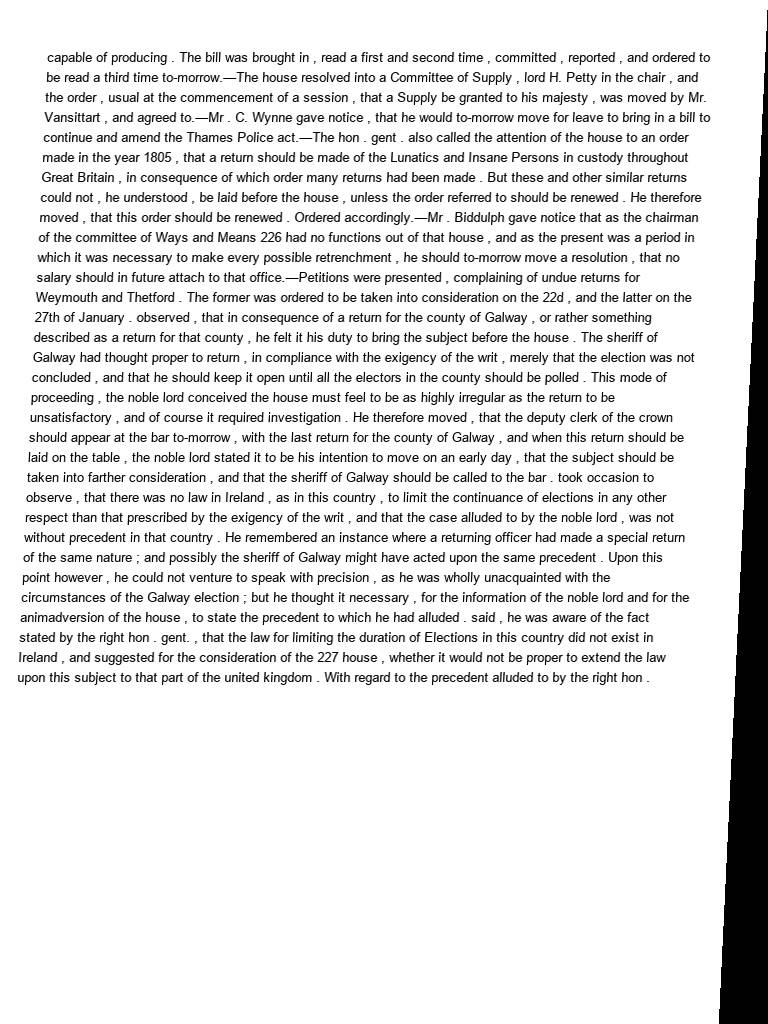 capable of producing . The bill was brought in , read a first and second time , committed , reported , and ordered to
be read a third time to-morrow.—The house resolved into a Committee of Supply , lord H. Petty in the chair , and
the order , usual at the commencement of a session , that a Supply be granted to his majesty , was moved by Mr.
Vansittart , and agreed to.—Mr . C. Wynne gave notice , that he would to-morrow move for leave to bring in a bill to
continue and amend the Thames Police act.—The hon . gent . also called the attention of the house to an order
made in the year 1805 , that a return should be made of the Lunatics and Insane Persons in custody throughout
Great Britain , in consequence of which order many returns had been made . But these and other similar returns
could not , he understood , be laid before the house , unless the order referred to should be renewed . He therefore
moved , that this order should be renewed . Ordered accordingly.—Mr . Biddulph gave notice that as the chairman
of the committee of Ways and Means 226 had no functions out of that house , and as the present was a period in
which it was necessary to make every possible retrenchment , he should to-morrow move a resolution , that no
salary should in future attach to that office.—Petitions were presented , complaining of undue returns for
Weymouth and Thetford . The former was ordered to be taken into consideration on the 22d , and the latter on the
27th of January . observed , that in consequence of a return for the county of Galway , or rather something
described as a return for that county , he felt it his duty to bring the subject before the house . The sheriff of
Galway had thought proper to return , in compliance with the exigency of the writ , merely that the election was not
concluded , and that he should keep it open until all the electors in the county should be polled . This mode of
proceeding , the noble lord conceived the house must feel to be as highly irregular as the return to be
unsatisfactory , and of course it required investigation . He therefore moved , that the deputy clerk of the crown
should appear at the bar to-morrow , with the last return for the county of Galway , and when this return should be
laid on the table , the noble lord stated it to be his intention to move on an early day , that the subject should be
taken into farther consideration , and that the sheriff of Galway should be called to the bar . took occasion to
observe , that there was no law in Ireland , as in this country , to limit the continuance of elections in any other
respect than that prescribed by the exigency of the writ , and that the case alluded to by the noble lord , was not
without precedent in that country . He remembered an instance where a returning officer had made a special return
of the same nature ; and possibly the sheriff of Galway might have acted upon the same precedent . Upon this
point however , he could not venture to speak with precision , as he was wholly unacquainted with the
circumstances of the Galway election ; but he thought it necessary , for the information of the noble lord and for the
animadversion of the house , to state the precedent to which he had alluded . said , he was aware of the fact
stated by the right hon . gent. , that the law for limiting the duration of Elections in this country did not exist in
Ireland , and suggested for the consideration of the 227 house , whether it would not be proper to extend the law
upon this subject to that part of the united kingdom . With regard to the precedent alluded to by the right hon .